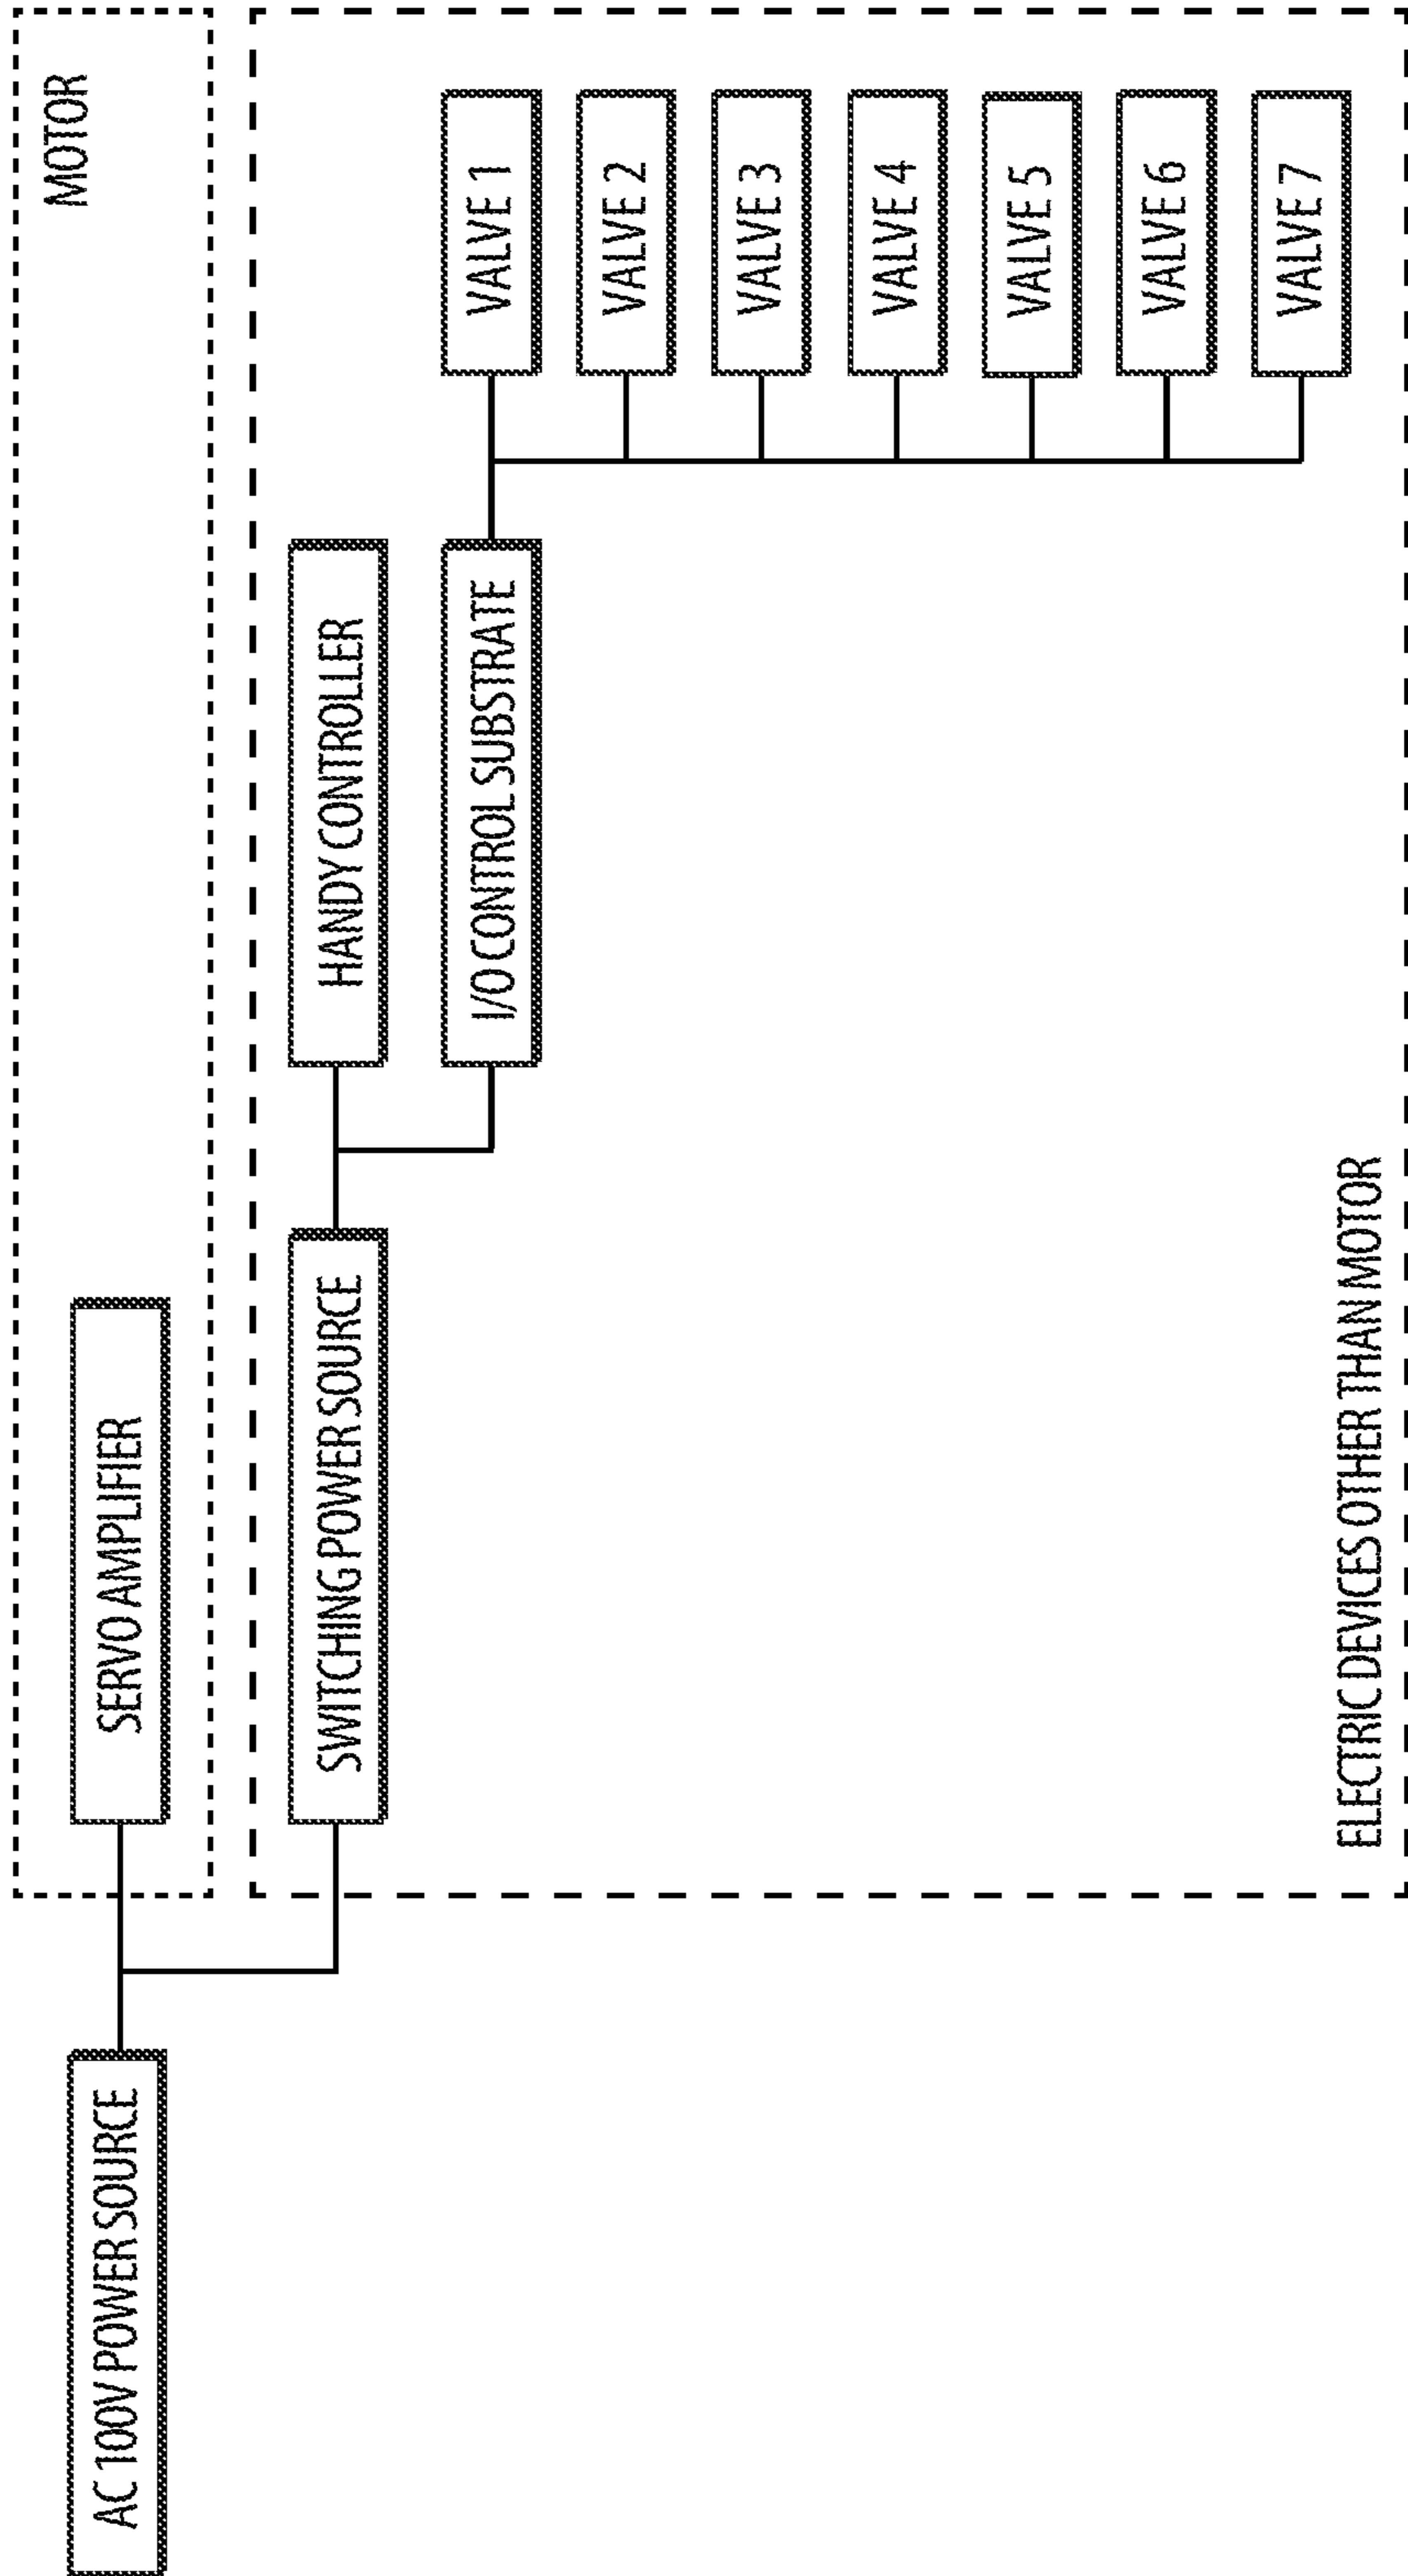 MOTOR
AC 100V POWER SOURCE
SERVO AMPLIFIER
SWITCHING POWER SOURCE
HANDY CONTROLLER
I/O CONTROL SUBSTRATE
VALVE 1
VALVE 2
VALVE 3
VALVE 4
VALVE 5
VALVE 6
VALVE 7
ELECTRIC DEVICES OTHER THAN MOTOR